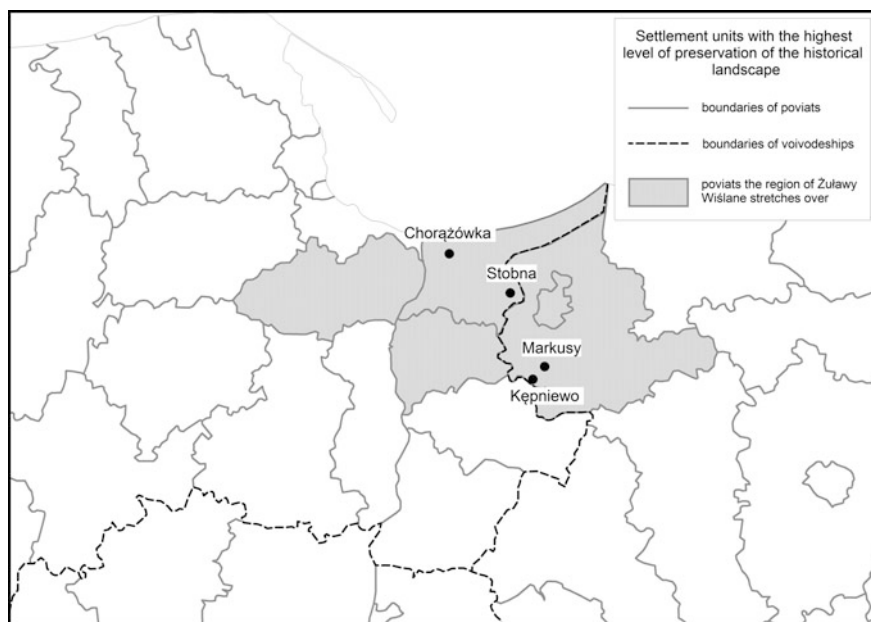 Settlement units with the highest
level of preservation of the historical
landscape
boundaries of poviats
boundaries of voivodeships
poviats the region of Żuławy
Wiślane stretches over
Chorążówka
Stobna
Markusy
Kępniewo